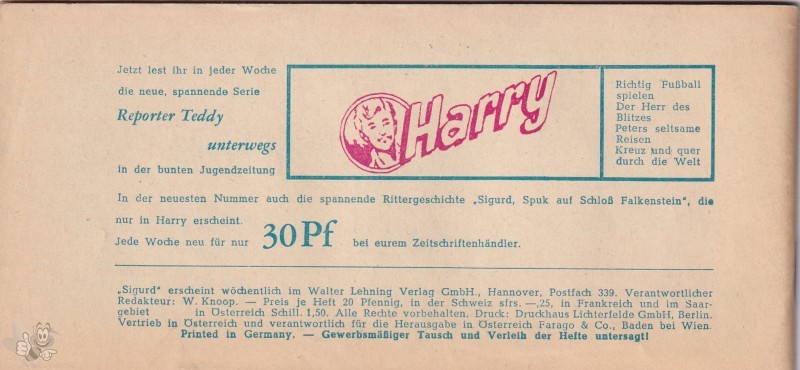 Jetzt lest ihr in jeder Woche
die neue, spannende Serie
Reporter Teddy
unterwegs
in der bunten Jugendzeitung
Harry
Richtig Fußball
spielen
Der Herr des
Blitzes
Peters seltsame
Reisen
Kreuz und quer
durch die Welt
In der neuesten Nummer auch die spannende Rittergeschichte „Sigurd, Spuk auf Schloß Falkenstein“, die
nur in Harry erscheint.
Jede Woche neu für nur 30 Pf bei eurem Zeitschriftenhändler.
„Sigurd“ erscheint wöchentlich im Walter Lehning Verlag GmbH., Hannover, Postfach 339. Verantwortlicher
Redakteur: W. Knoop. — Preis je Heft 20 Pfennig, in der Schweiz sfrs. —,25, in Frankreich und im Saar-
gebiet in Österreich Schill. 1,50. Alle Rechte vorbehalten. Druck: Druckhaus Lichterfelde GmbH, Berlin.
Vertrieb in Österreich und verantwortlich für die Herausgabe in Österreich Farago & Co., Baden bei Wien.
Printed in Germany. — Gewerbsmäßiger Tausch und Verleih der Hefte untersagt!